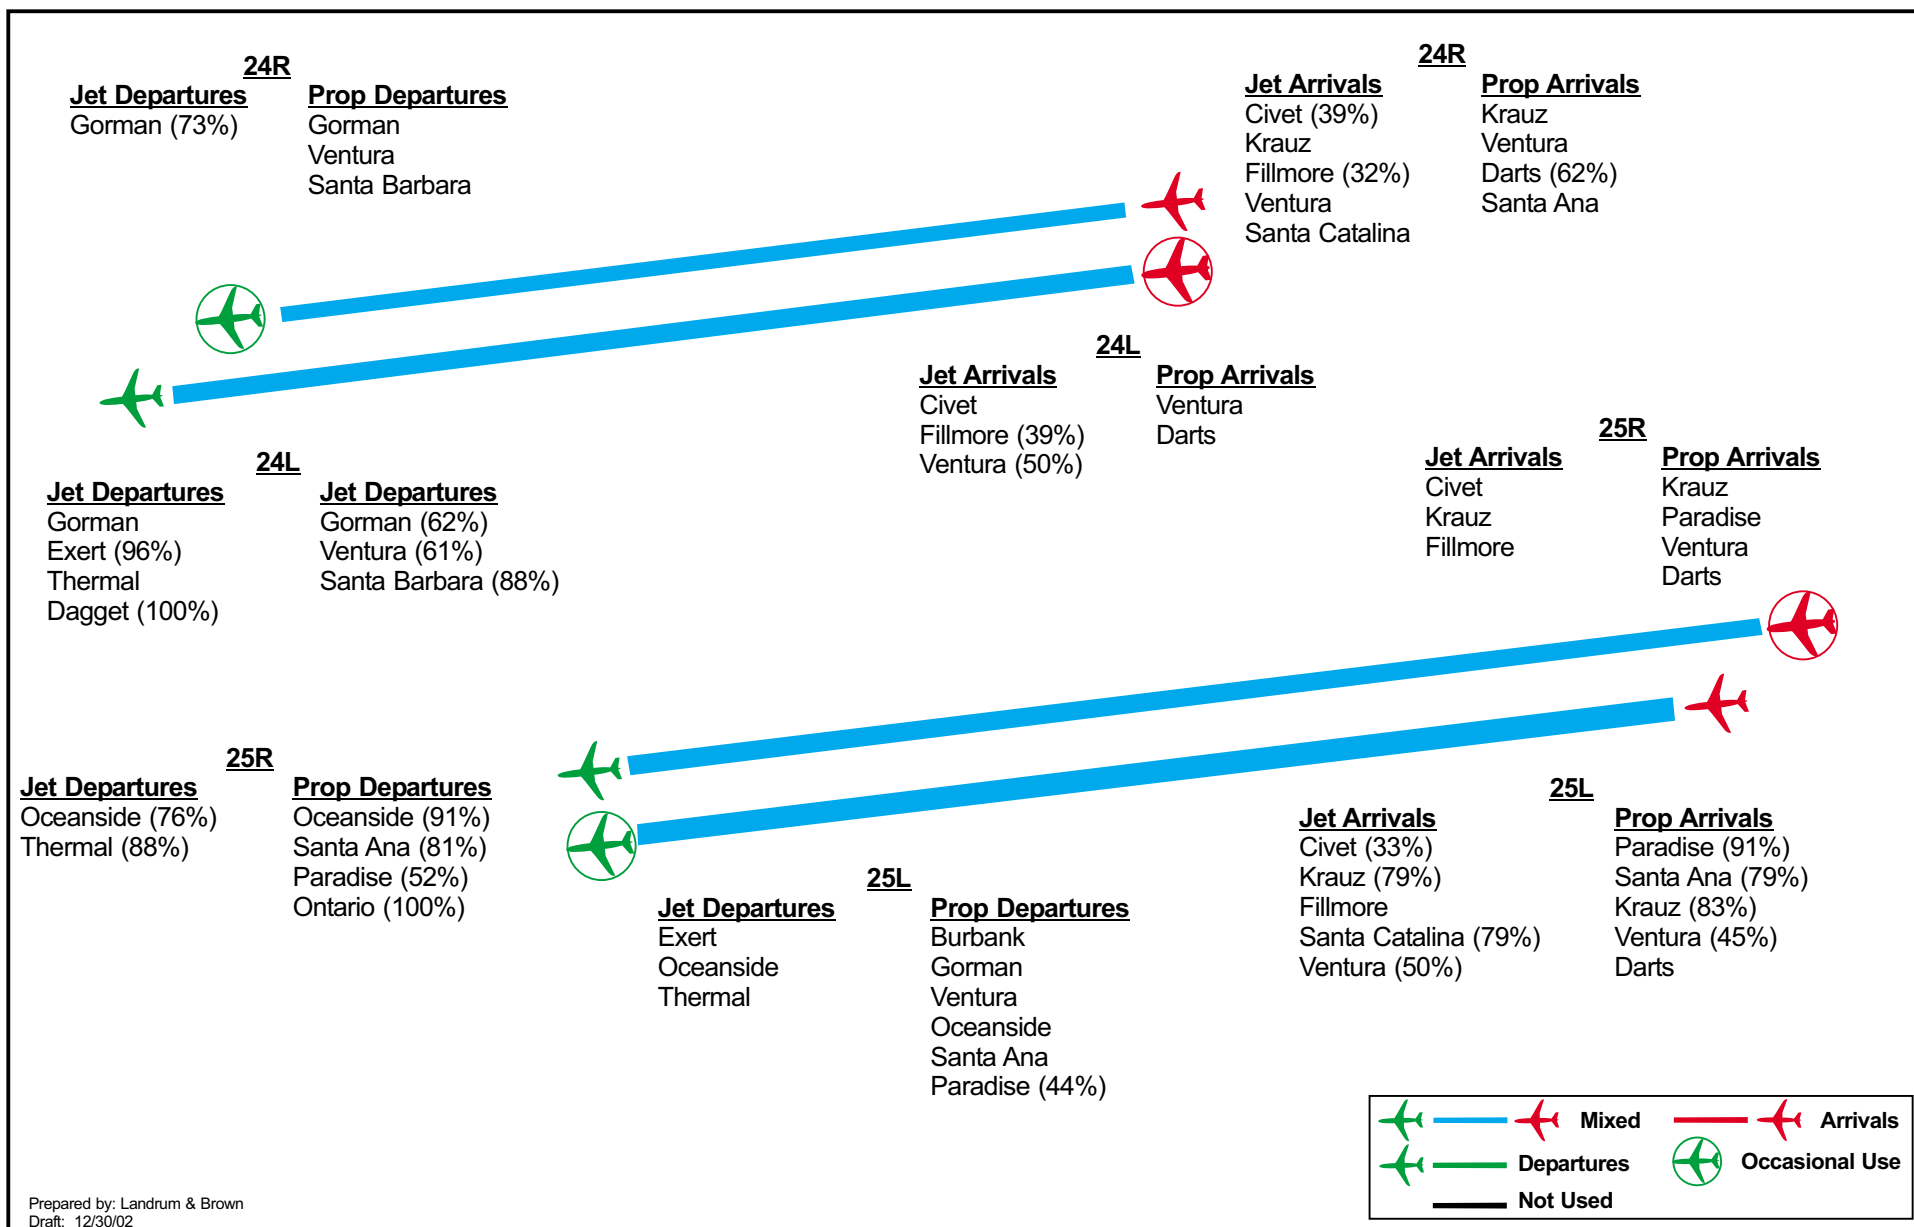 24R
Jet Departures
Gorman (73%)
Prop Departures
Gorman
Ventura
Santa Barbara
24R
Jet Arrivals
Civet (39%)
Krauz
Fillmore (32%)
Ventura
Santa Catalina
Prop Arrivals
Krauz
Ventura
Darts (62%)
Santa Ana
24L
Jet Arrivals
Civet
Fillmore (39%)
Ventura (50%)
Prop Arrivals
Ventura
Darts
24L
Jet Departures
Gorman
Exert (96%)
Thermal
Dagget (100%)
Jet Departures
Gorman (62%)
Ventura (61%)
Santa Barbara (88%)
25R
Jet Arrivals
Civet
Krauz
Fillmore
Prop Arrivals
Krauz
Paradise
Ventura
Darts
25R
Jet Departures
Oceanside (76%)
Thermal (88%)
Prop Departures
Oceanside (91%)
Santa Ana (81%)
Paradise (52%)
Ontario (100%)
25L
Jet Departures
Exert
Oceanside
Thermal
Prop Departures
Burbank
Gorman
Ventura
Oceanside
Santa Ana
Paradise (44%)
25L
Jet Arrivals
Civet (33%)
Krauz (79%)
Fillmore
Santa Catalina (79%)
Ventura (50%)
Prop Arrivals
Paradise (91%)
Santa Ana (79%)
Krauz (83%)
Ventura (45%)
Darts
Mixed
Arrivals
Departures
Occasional Use
Not Used
Prepared by: Landrum & Brown
Draft: 12/30/02